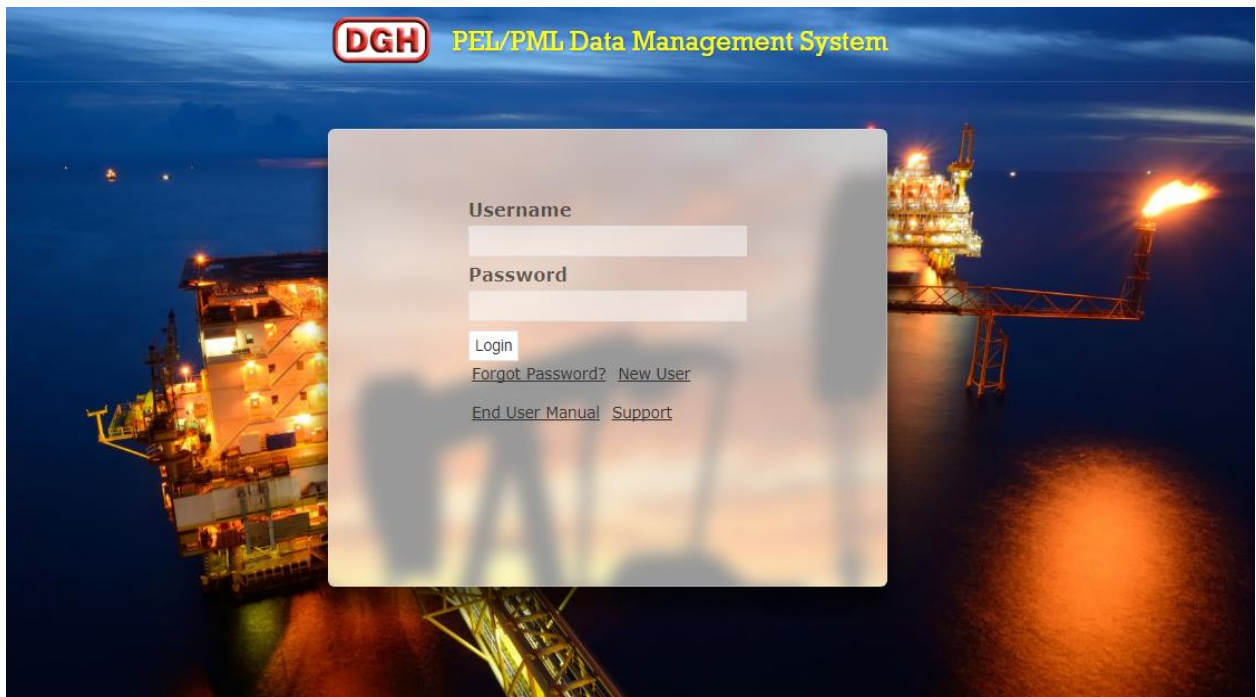 DGH PEL/PML Data Management System
Username
Password
Login
Forgot Password? New User
End User Manual Support